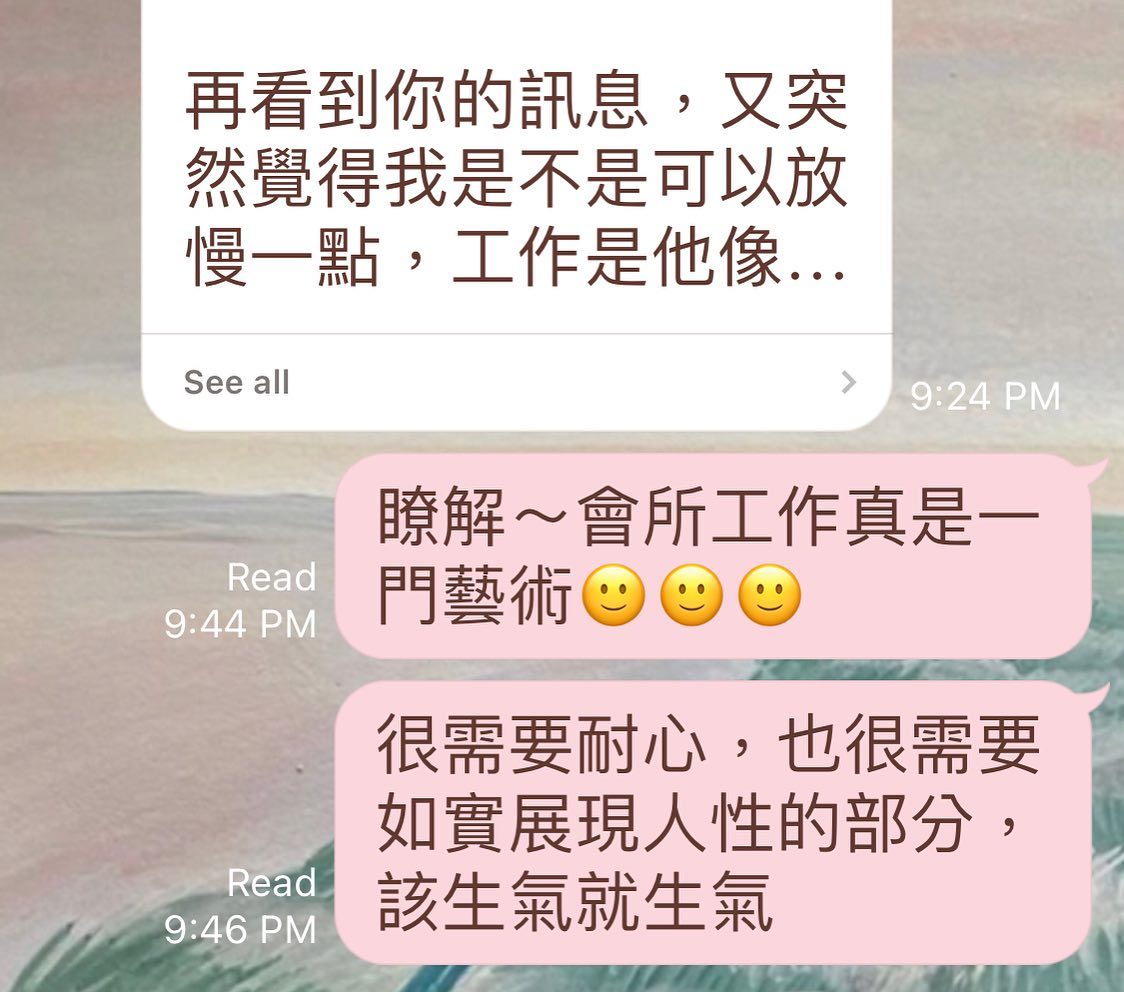 再看到你的訊息，又突
然覺得我是不是可以放
慢一點，工作是他像...
See all
9:24 PM
瞭解～會所工作真是一
門藝術🙂🙂🙂
Read
9:44 PM
很需要耐心，也很需要
如實展現人性的部分，
該生氣就生氣
Read
9:46 PM